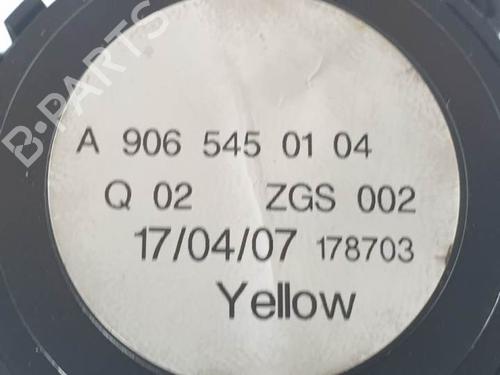 B-PARTS
A 906 545 01 04
Q 02 ZGS 002
17/04/07 178703
Yellow